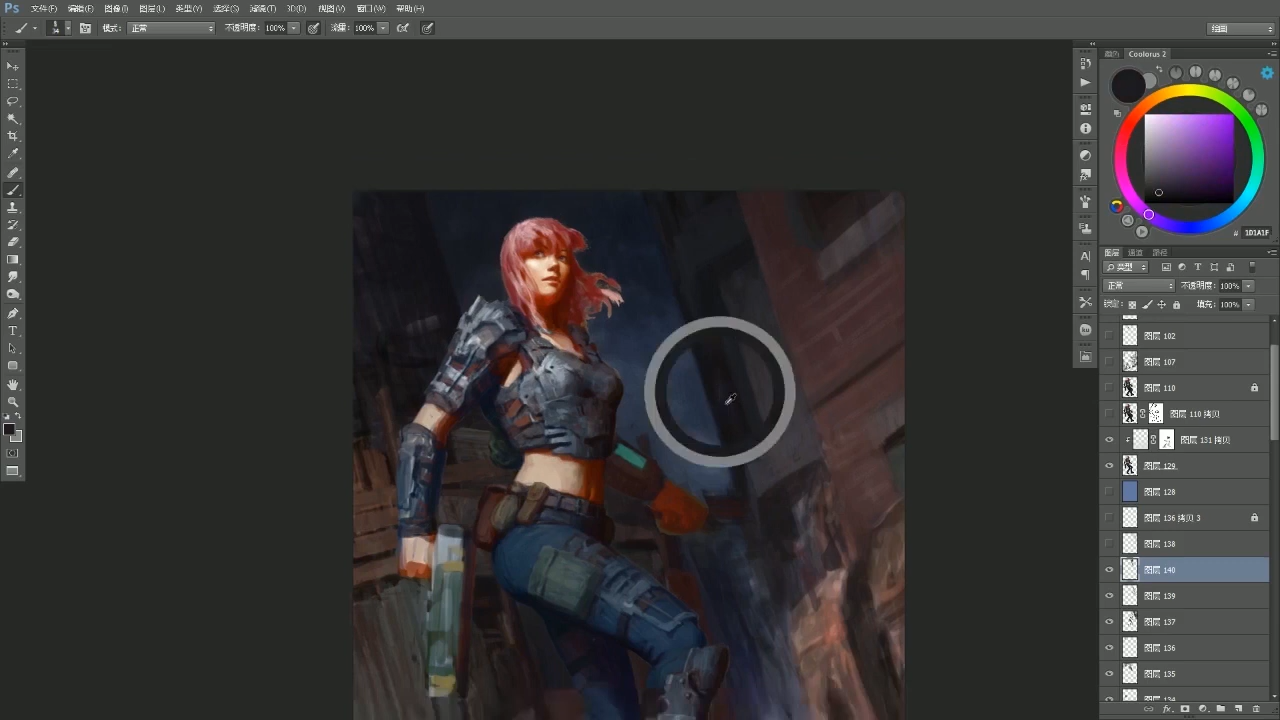 Ps 文件(F) 编辑(E) 图像(I) 图层(L) 类型(Y) 选择(S) 滤镜(T) 3D(D) 视图(V) 窗口(W) 帮助(H)
34 模式: 正常 不透明度: 100% 流量: 100% 绘画
Coolorus 2
# 1D1A1F
图层 通道 路径
类型
正常 不透明度: 100%
锁定: 填充: 100%
图层 102
图层 107
图层 110
图层 110 拷贝
图层 131 拷贝
图层 129
图层 128
图层 136 拷贝 3
图层 138
图层 140
图层 139
图层 137
图层 136
图层 135
图层 134